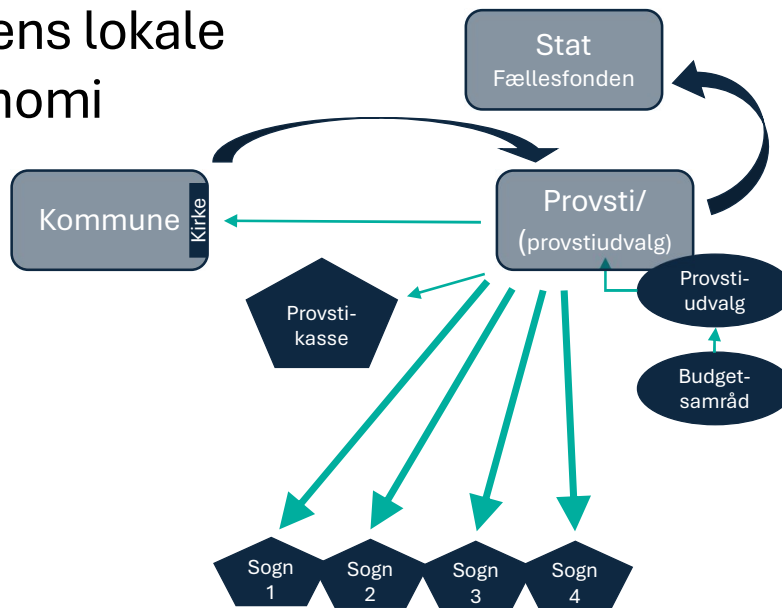 ens lokale
nomi
Stat
Fællesfonden
Kommune
Kirke
Provsti/
(provstiudvalg)
Provsti-
udvalg
Provsti-
kasse
Budget-
samråd
Sogn
1
Sogn
2
Sogn
3
Sogn
4